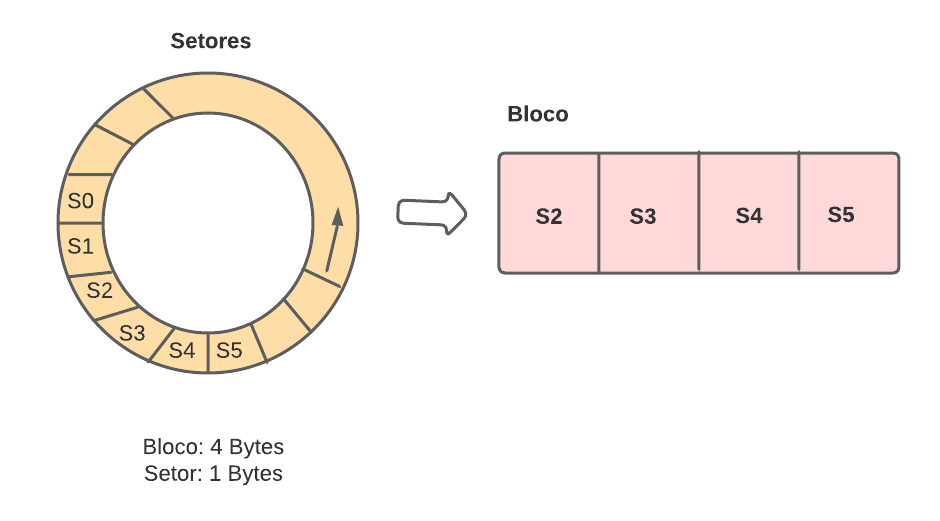 Setores
S0
S1
S2
S3
S4
S5
Bloco
S2 S3 S4 S5
Bloco: 4 Bytes
Setor: 1 Bytes